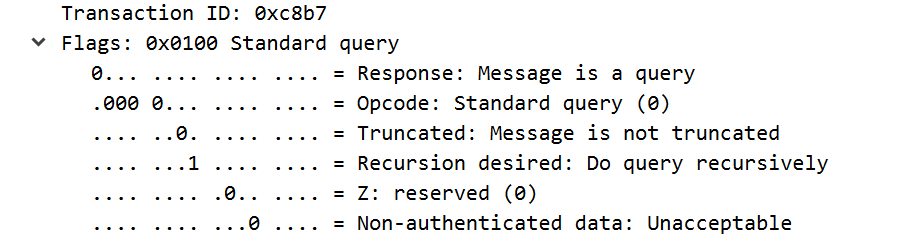 Transaction ID: 0xc8b7
Flags: 0x0100 Standard query
0... .... .... .... = Response: Message is a query
.000 0... .... .... = Opcode: Standard query (0)
.... ..0. .... .... = Truncated: Message is not truncated
.... ...1 .... .... = Recursion desired: Do query recursively
.... .... .0.. .... = Z: reserved (0)
.... .... ...0 .... = Non-authenticated data: Unacceptable